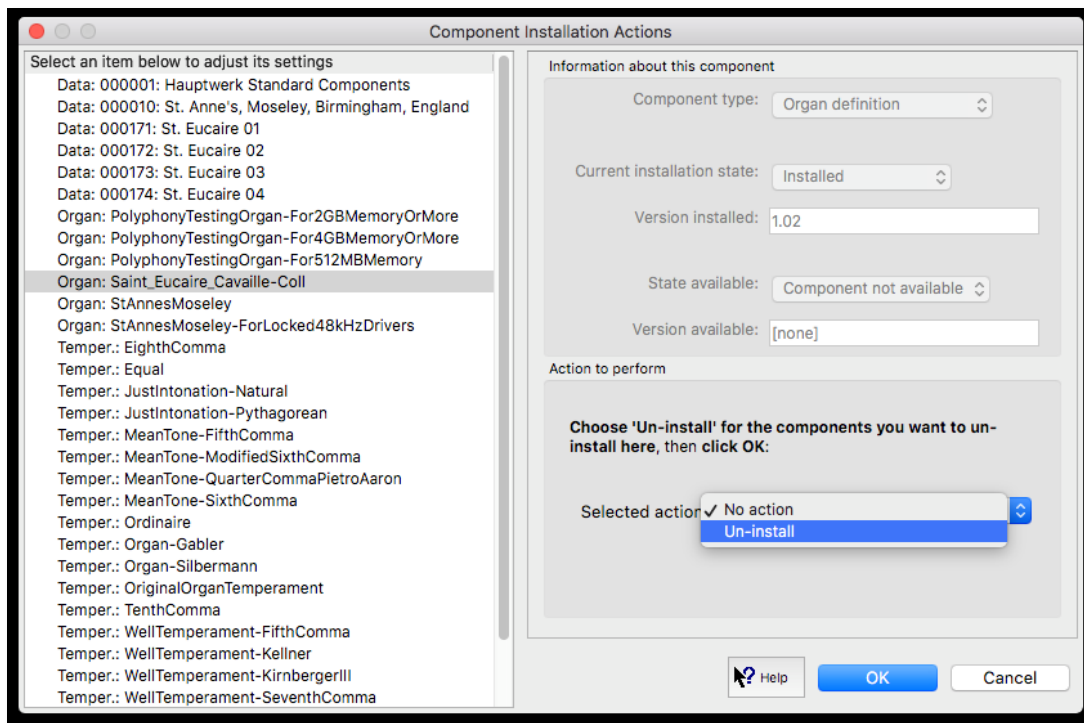 Component Installation Actions
Select an item below to adjust its settings
Data: 000001: Hauptwerk Standard Components
Data: 000010: St. Anne's, Moseley, Birmingham, England
Data: 000171: St. Eucaire 01
Data: 000172: St. Eucaire 02
Data: 000173: St. Eucaire 03
Data: 000174: St. Eucaire 04
Organ: PolyphonyTestingOrgan-For2GBMemoryOrMore
Organ: PolyphonyTestingOrgan-For4GBMemoryOrMore
Organ: PolyphonyTestingOrgan-For512MBMemory
Organ: Saint_Eucaire_Cavaille-Coll
Organ: StAnnesMoseley
Organ: StAnnesMoseley-ForLocked48kHzDrivers
Temper.: EighthComma
Temper.: Equal
Temper.: JustIntonation-Natural
Temper.: JustIntonation-Pythagorean
Temper.: MeanTone-FifthComma
Temper.: MeanTone-ModifiedSixthComma
Temper.: MeanTone-QuarterCommaPietroAaron
Temper.: MeanTone-SixthComma
Temper.: Ordinaire
Temper.: Organ-Gabler
Temper.: Organ-Silbermann
Temper.: OriginalOrganTemperament
Temper.: TenthComma
Temper.: WellTemperament-FifthComma
Temper.: WellTemperament-Kellner
Temper.: WellTemperament-KirnbergerIII
Temper.: WellTemperament-SeventhComma
Information about this component
Component type: Organ definition
Current installation state: Installed
Version installed: 1.02
State available: Component not available
Version available: [none]
Action to perform
Choose 'Un-install' for the components you want to un-
install here, then click OK:
Selected action ✓ No action
Un-install
? Help
OK
Cancel